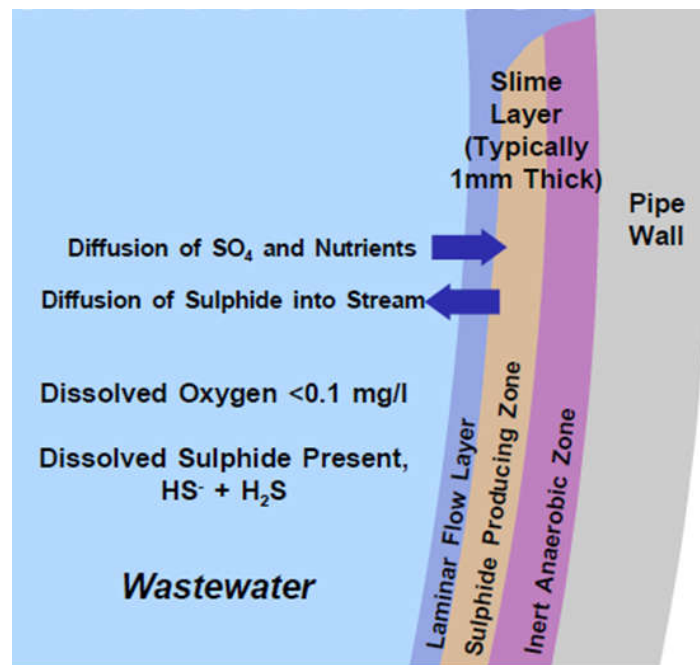 Slime
Layer
(Typically
1mm Thick)
Pipe
Wall
Diffusion of SO₄ and Nutrients
Diffusion of Sulphide into Stream
Dissolved Oxygen <0.1 mg/l
Dissolved Sulphide Present,
HS⁻ + H₂S
Wastewater
Laminar Flow Layer
Sulphide Producing Zone
Inert Anaerobic Zone